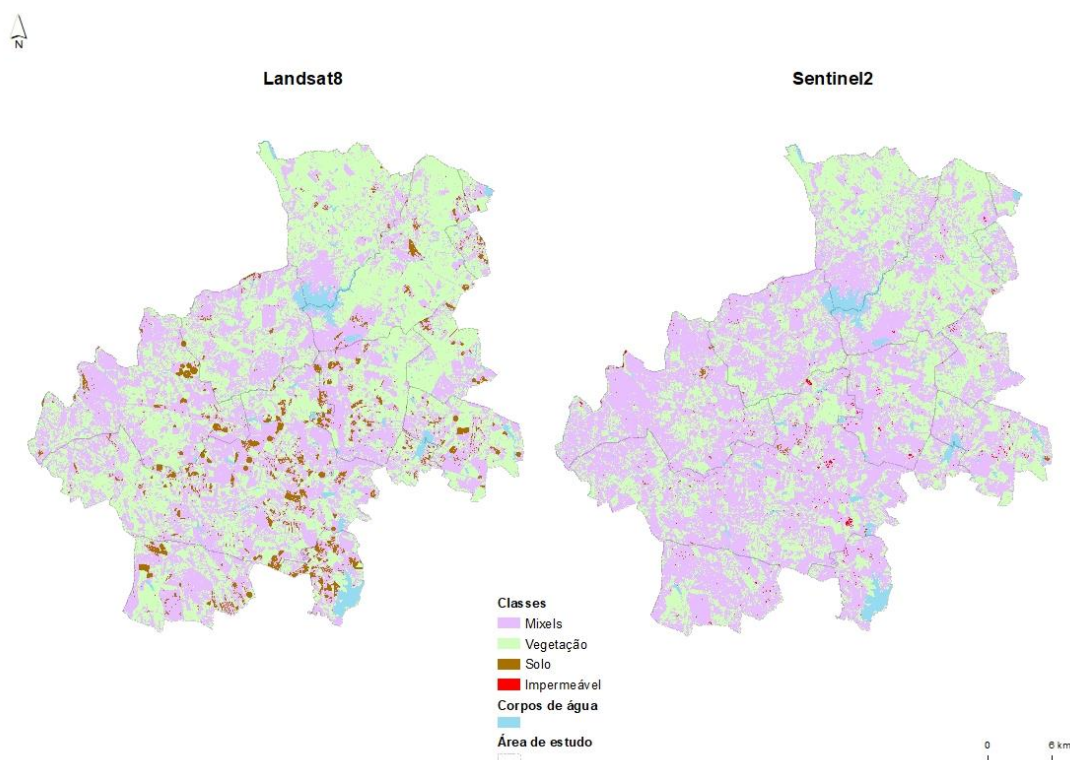 N
Landsat8
Sentinel2
Classes
Mixels
Vegetação
Solo
Impermeável
Corpos de água
Área de estudo
0 6 km